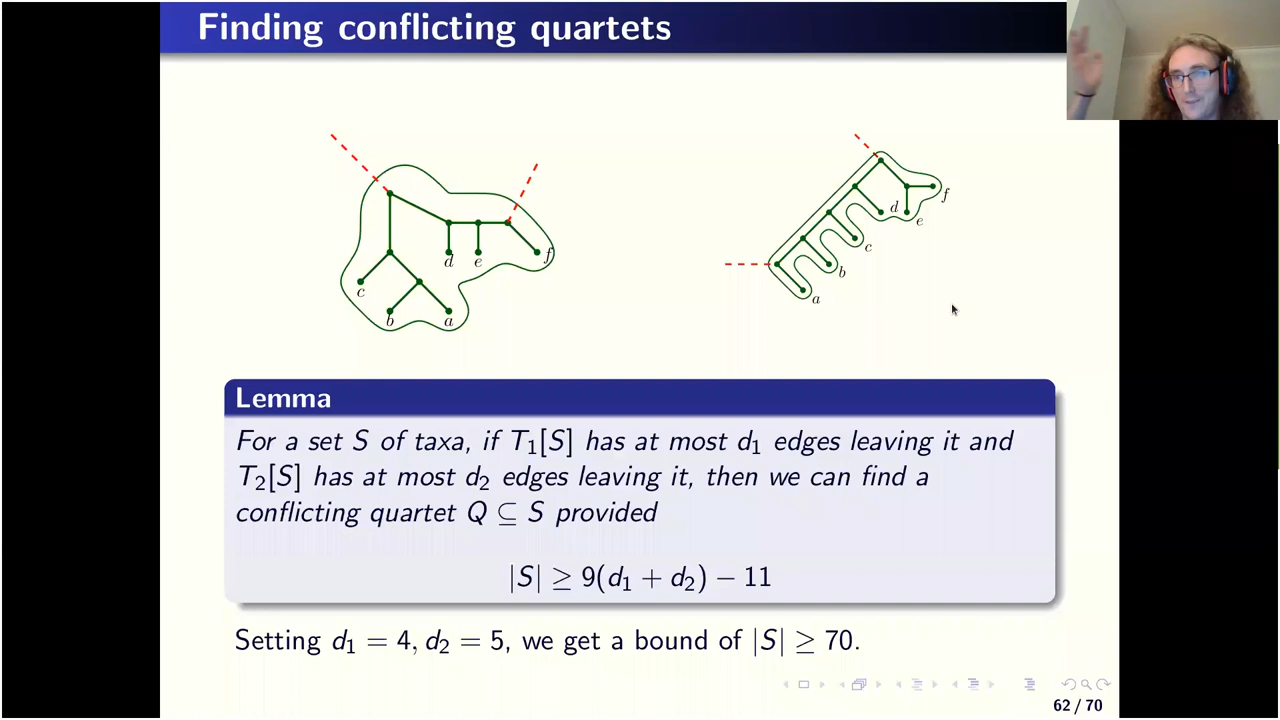 Finding conflicting quartets
d
e
f
c
b
a
d
f
e
c
b
a
Lemma
For a set S of taxa, if T₁[S] has at most d₁ edges leaving it and
T₂[S] has at most d₂ edges leaving it, then we can find a
conflicting quartet Q ⊆ S provided
|S| ≥ 9(d₁ + d₂) − 11
Setting d₁ = 4, d₂ = 5, we get a bound of |S| ≥ 70.
62 / 70